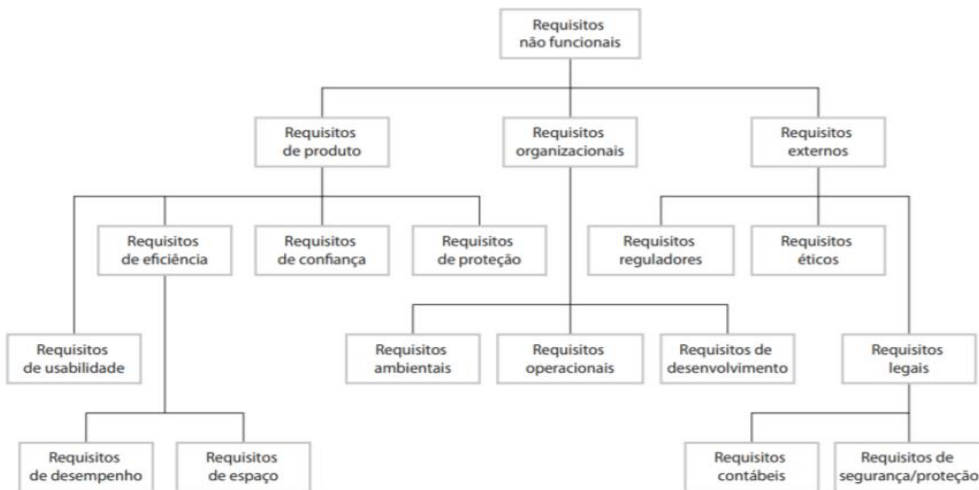 Requisitos
não funcionais
Requisitos
de produto
Requisitos
organizacionais
Requisitos
externos
Requisitos
de eficiência
Requisitos
de confiança
Requisitos
de proteção
Requisitos
reguladores
Requisitos
éticos
Requisitos
de usabilidade
Requisitos
ambientais
Requisitos
operacionais
Requisitos de
desenvolvimento
Requisitos
legais
Requisitos
de desempenho
Requisitos
de espaço
Requisitos
contábeis
Requisitos de
segurança/proteção